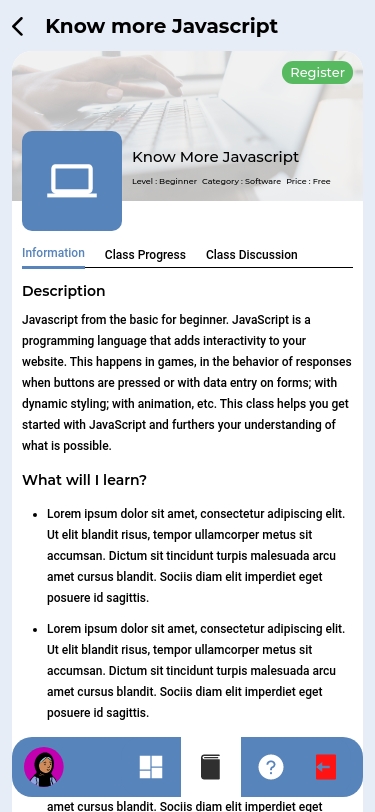 Know more Javascript
Register
Know More Javascript
Level : Beginner Category : Software Price : Free
Information Class Progress Class Discussion
Description
Javascript from the basic for beginner. JavaScript is a
programming language that adds interactivity to your
website. This happens in games, in the behavior of responses
when buttons are pressed or with data entry on forms; with
dynamic styling; with animation, etc. This class helps you get
started with JavaScript and furthers your understanding of
what is possible.
What will I learn?
• Lorem ipsum dolor sit amet, consectetur adipiscing elit.
Ut elit blandit risus, tempor ullamcorper metus sit
accumsan. Dictum sit tincidunt turpis malesuada arcu
amet cursus blandit. Sociis diam elit imperdiet eget
posuere id sagittis.
• Lorem ipsum dolor sit amet, consectetur adipiscing elit.
Ut elit blandit risus, tempor ullamcorper metus sit
accumsan. Dictum sit tincidunt turpis malesuada arcu
amet cursus blandit. Sociis diam elit imperdiet eget
posuere id sagittis.
?
amet cursus blandit. Sociis diam elit imperdiet eget